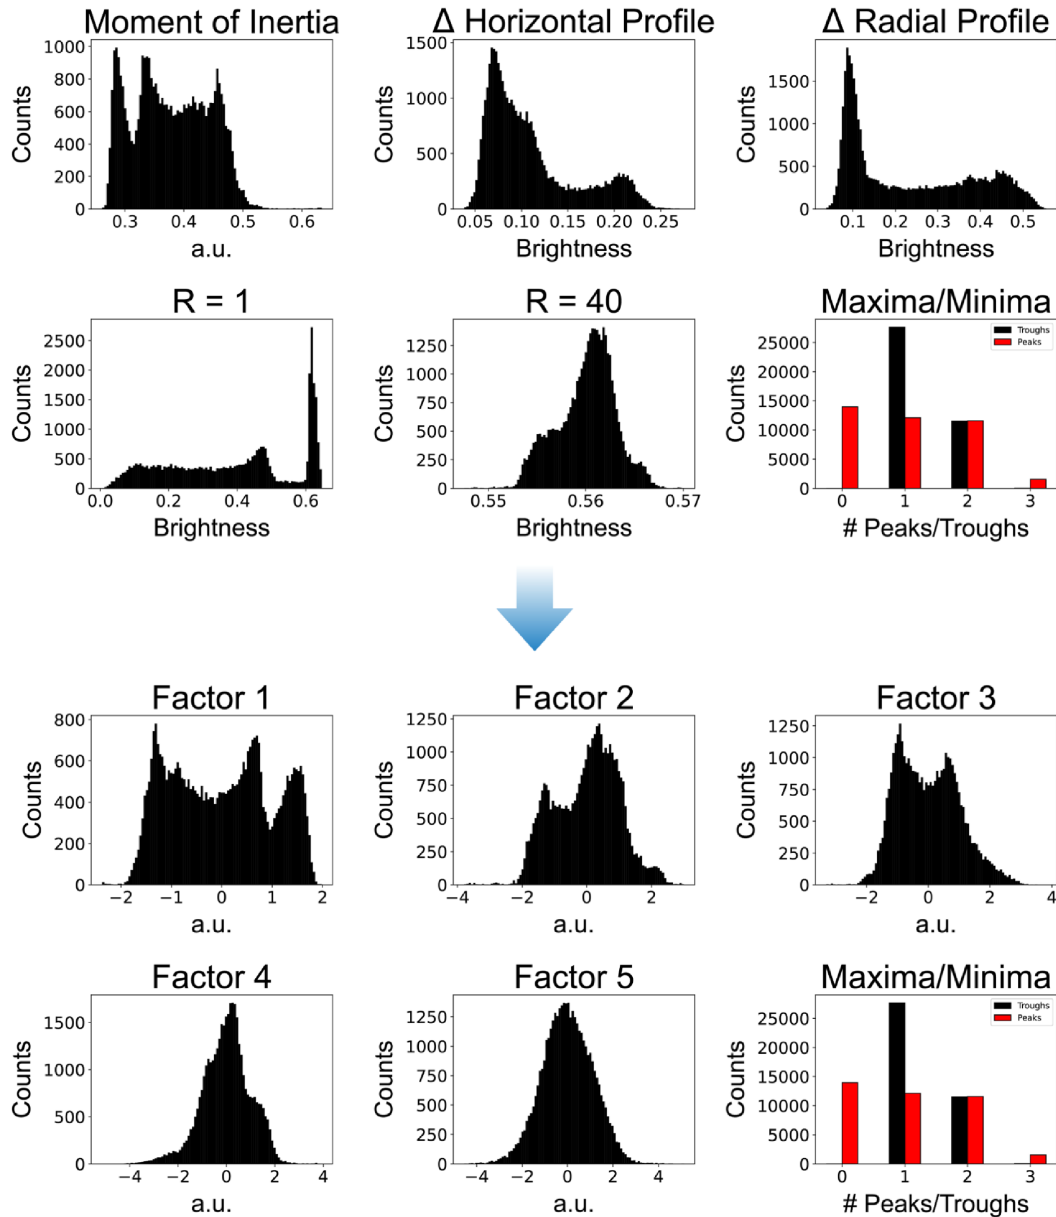 Moment of Inertia
Δ Horizontal Profile
Δ Radial Profile
Counts
1000
800
600
400
200
0
0.3 0.4 0.5 0.6
a.u.
Counts
1500
1000
500
0
0.05 0.10 0.15 0.20 0.25
Brightness
Counts
1500
1000
500
0
0.1 0.2 0.3 0.4 0.5
Brightness
R = 1
R = 40
Maxima/Minima
Counts
2500
2000
1500
1000
500
0
0.0 0.2 0.4 0.6
Brightness
Counts
1250
1000
750
500
250
0
0.55 0.56 0.57
Brightness
Counts
25000
20000
15000
10000
5000
0
Troughs
Peaks
0 1 2 3
# Peaks/Troughs
Factor 1
Factor 2
Factor 3
Counts
800
600
400
200
0
−2 −1 0 1 2
a.u.
Counts
1250
1000
750
500
250
0
−4 −2 0 2
a.u.
Counts
1250
1000
750
500
250
0
−2 0 2 4
a.u.
Factor 4
Factor 5
Maxima/Minima
Counts
1500
1000
500
0
−4 −2 0 2 4
a.u.
Counts
1250
1000
750
500
250
0
−4 −2 0 2 4
a.u.
Counts
25000
20000
15000
10000
5000
0
Troughs
Peaks
0 1 2 3
# Peaks/Troughs